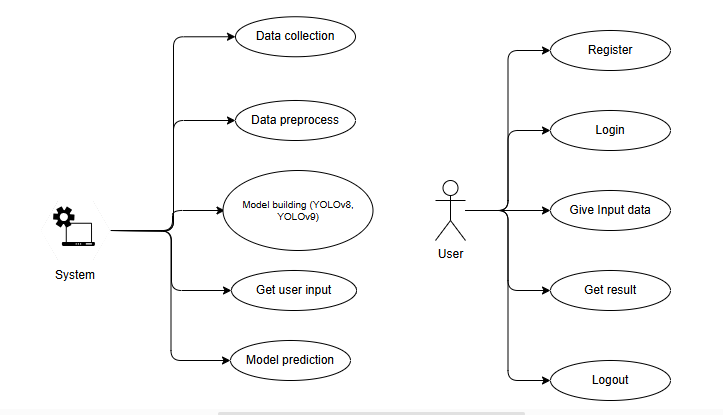 Data collection
Data preprocess
Model building (YOLOv8,
YOLOv9)
Get user input
Model prediction
System
Register
Login
Give Input data
Get result
Logout
User